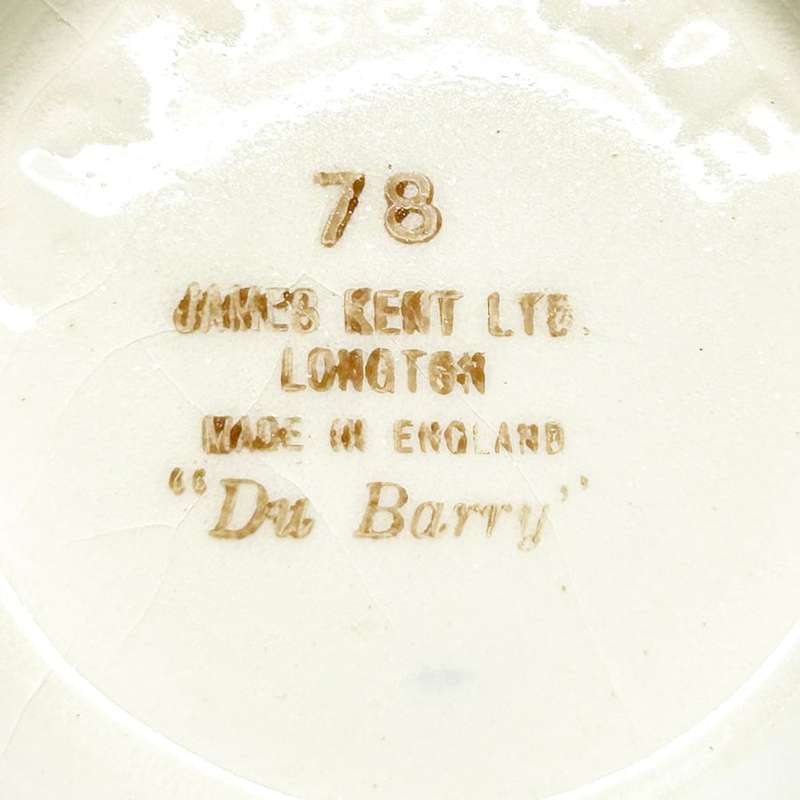 78
JAMES KENT LTD.
LONGTON
MADE IN ENGLAND
"Du Barry"